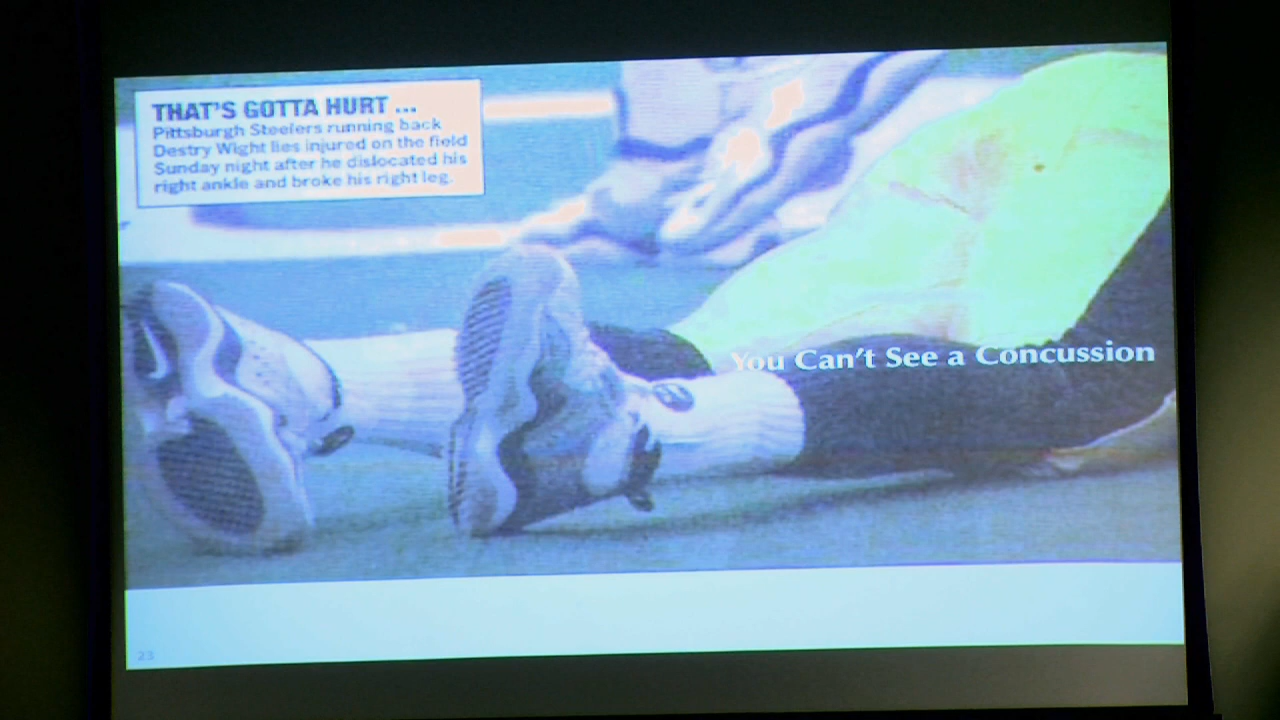 THAT'S GOTTA HURT ...
Pittsburgh Steelers running back
Destry Wight lies injured on the field
Sunday night after he dislocated his
right ankle and broke his right leg.
You Can't See a Concussion
23